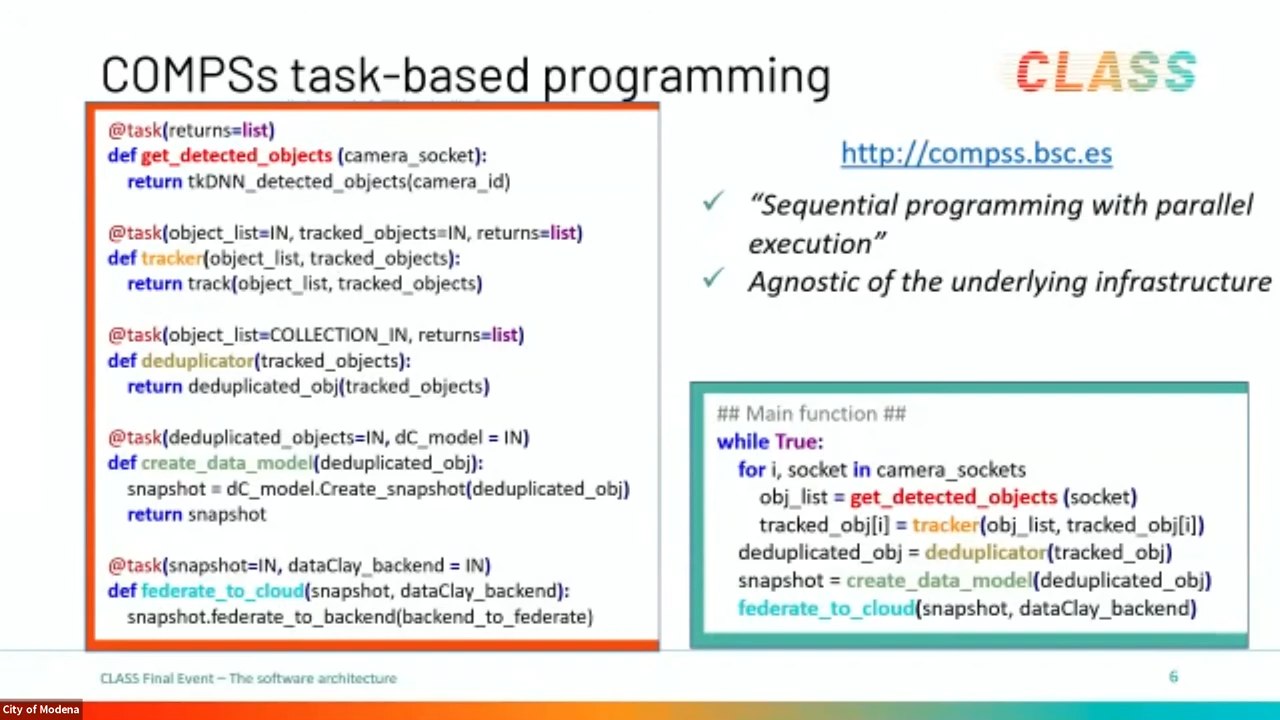 COMPSs task-based programming
CLASS
@task(returns=list)
def get_detected_objects (camera_socket):
return tkDNN_detected_objects(camera_id)
@task(object_list=IN, tracked_objects=IN, returns=list)
def tracker(object_list, tracked_objects):
return track(object_list, tracked_objects)
@task(object_list=COLLECTION_IN, returns=list)
def deduplicator(tracked_objects):
return deduplicated_obj(tracked_objects)
@task(deduplicated_objects=IN, dC_model = IN)
def create_data_model(deduplicated_obj):
snapshot = dC_model.Create_snapshot(deduplicated_obj)
return snapshot
@task(snapshot=IN, dataClay_backend = IN)
def federate_to_cloud(snapshot, dataClay_backend):
snapshot.federate_to_backend(backend_to_federate)
http://compss.bsc.es
✓ “Sequential programming with parallel
execution”
✓ Agnostic of the underlying infrastructure
## Main function ##
while True:
for i, socket in camera_sockets
obj_list = get_detected_objects (socket)
tracked_obj[i] = tracker(obj_list, tracked_obj[i])
deduplicated_obj = deduplicator(tracked_obj)
snapshot = create_data_model(deduplicated_obj)
federate_to_cloud(snapshot, dataClay_backend)
CLASS Final Event – The software architecture
6
City of Modena